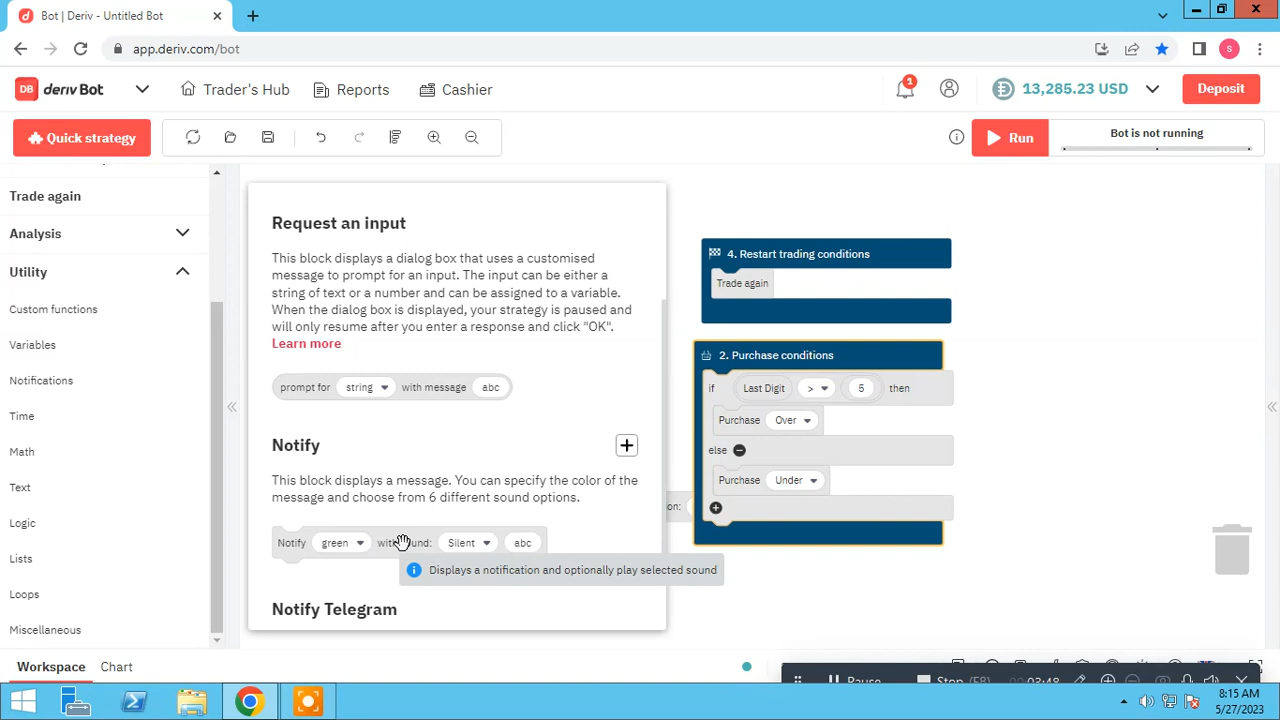 Bot | Deriv - Untitled Bot
app.deriv.com/bot
S
DB deriv Bot
Trader's Hub
Reports
Cashier
1
13,285.23 USD
Deposit
Quick strategy
Run
Bot is not running
Trade again
Analysis
Utility
Custom functions
Variables
Notifications
Time
Math
Text
Logic
Lists
Loops
Miscellaneous
Request an input
This block displays a dialog box that uses a customised
message to prompt for an input. The input can be either a
string of text or a number and can be assigned to a variable.
When the dialog box is displayed, your strategy is paused and
will only resume after you enter a response and click "OK".
Learn more
prompt for string with message abc
Notify
This block displays a message. You can specify the color of the
message and choose from 6 different sound options.
Notify green with sound: Silent abc
Displays a notification and optionally play selected sound
Notify Telegram
4. Restart trading conditions
Trade again
2. Purchase conditions
if Last Digit > 5 then
Purchase Over
else
Purchase Under
on:
Workspace
Chart
Pause
Stop (F8)
8:15 AM
5/27/2023